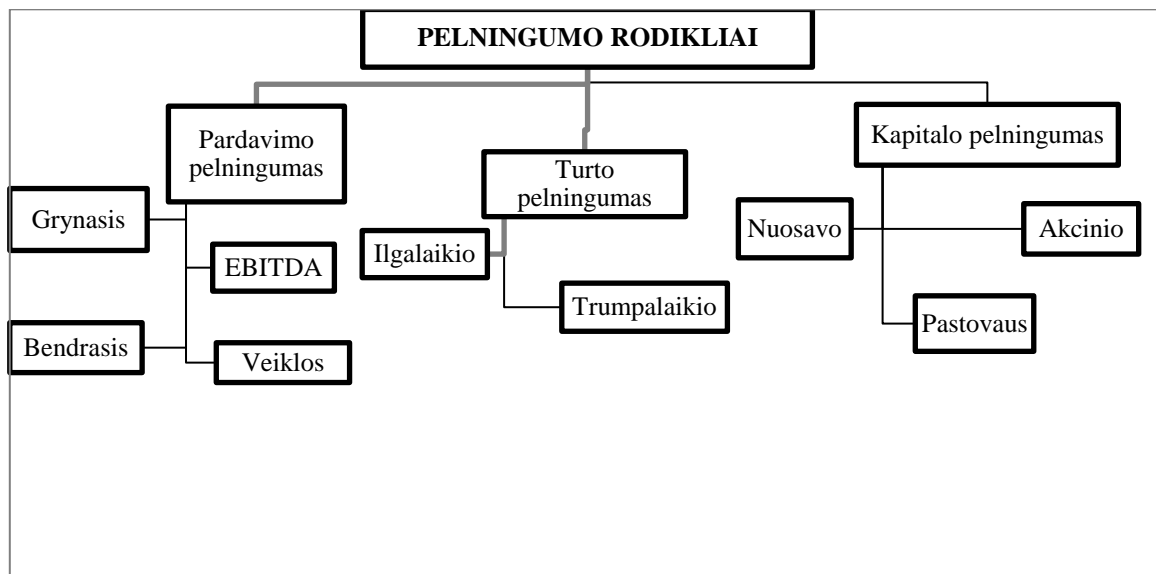 PELNINGUMO RODIKLIAI
Pardavimo
pelningumas
Grynasis
EBITDA
Bendrasis
Veiklos
Turto
pelningumas
Ilgalaikio
Trumpalaikio
Kapitalo pelningumas
Nuosavo
Akcinio
Pastovaus